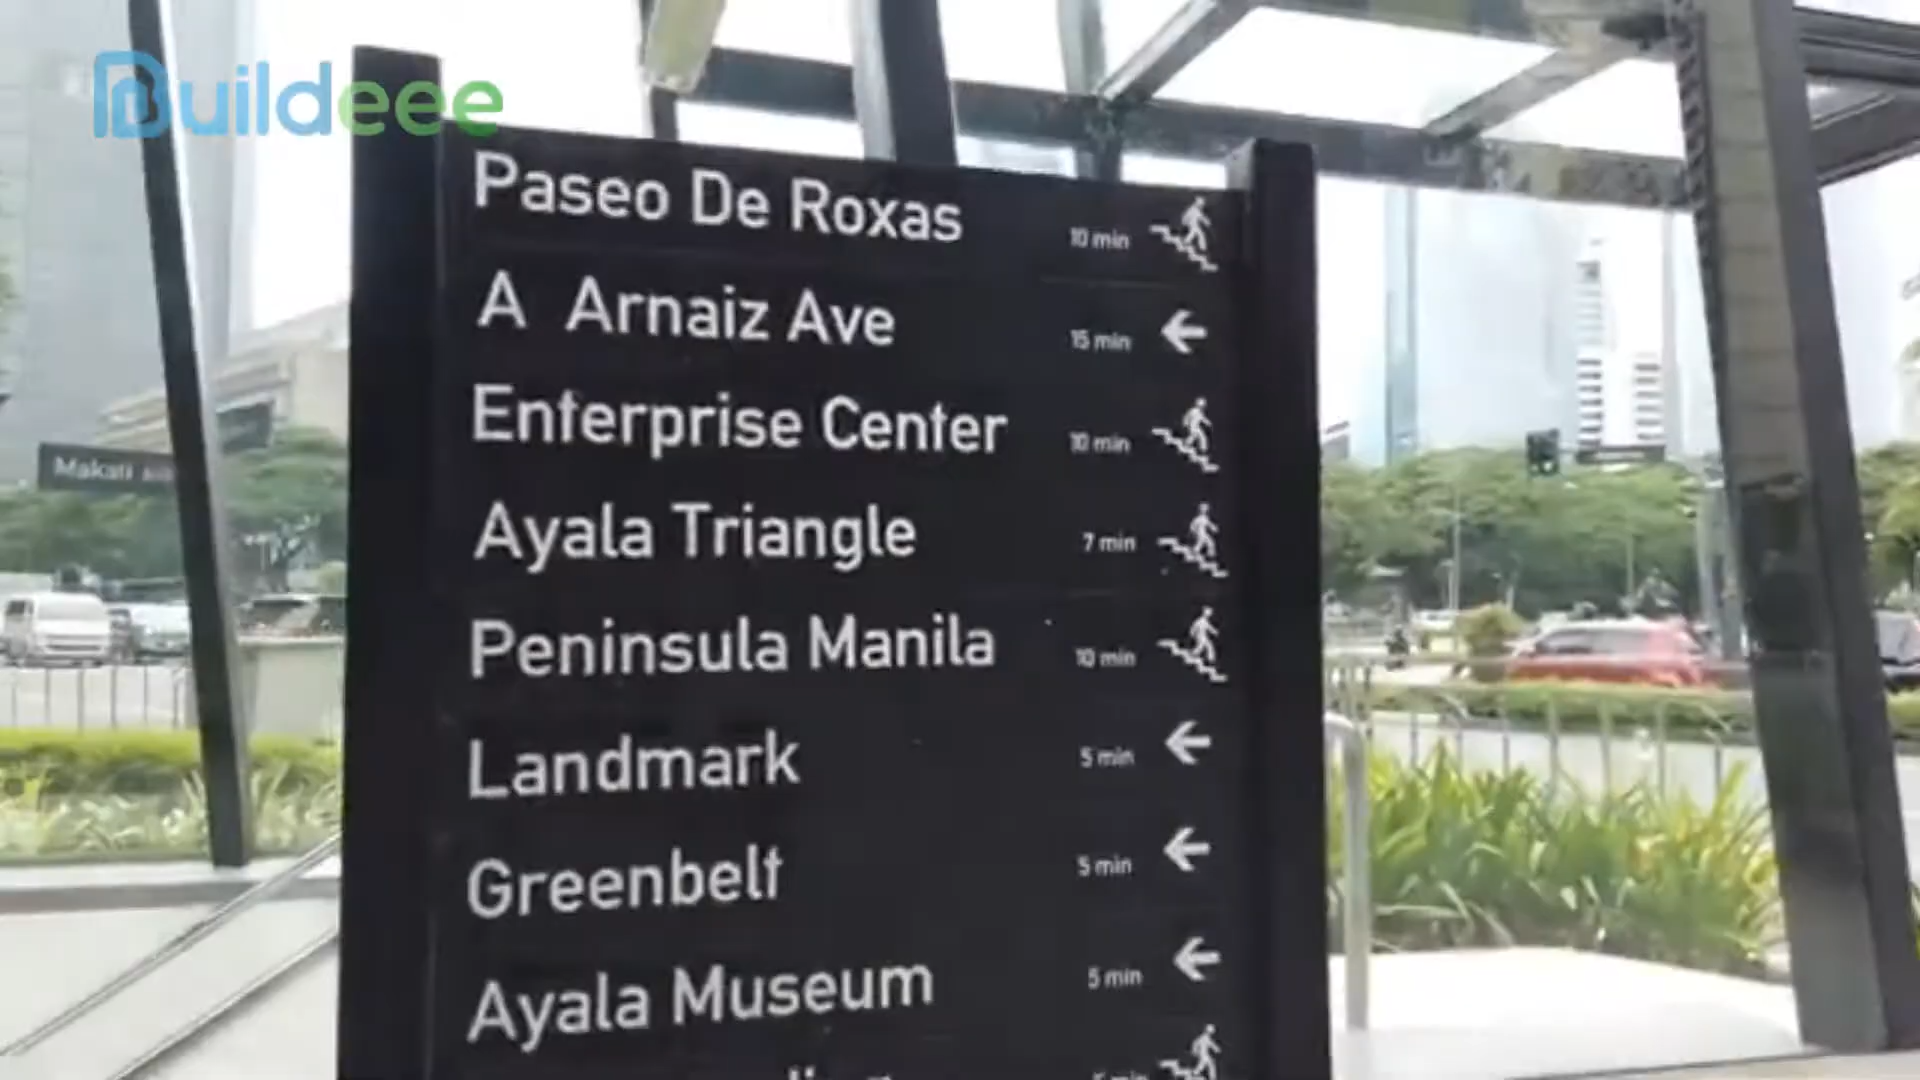 Buildeee
Paseo De Roxas 10 min
A Arnaiz Ave 15 min
Enterprise Center 10 min
Ayala Triangle 7 min
Peninsula Manila 10 min
Landmark 5 min
Greenbelt 5 min
Ayala Museum 5 min
Makati